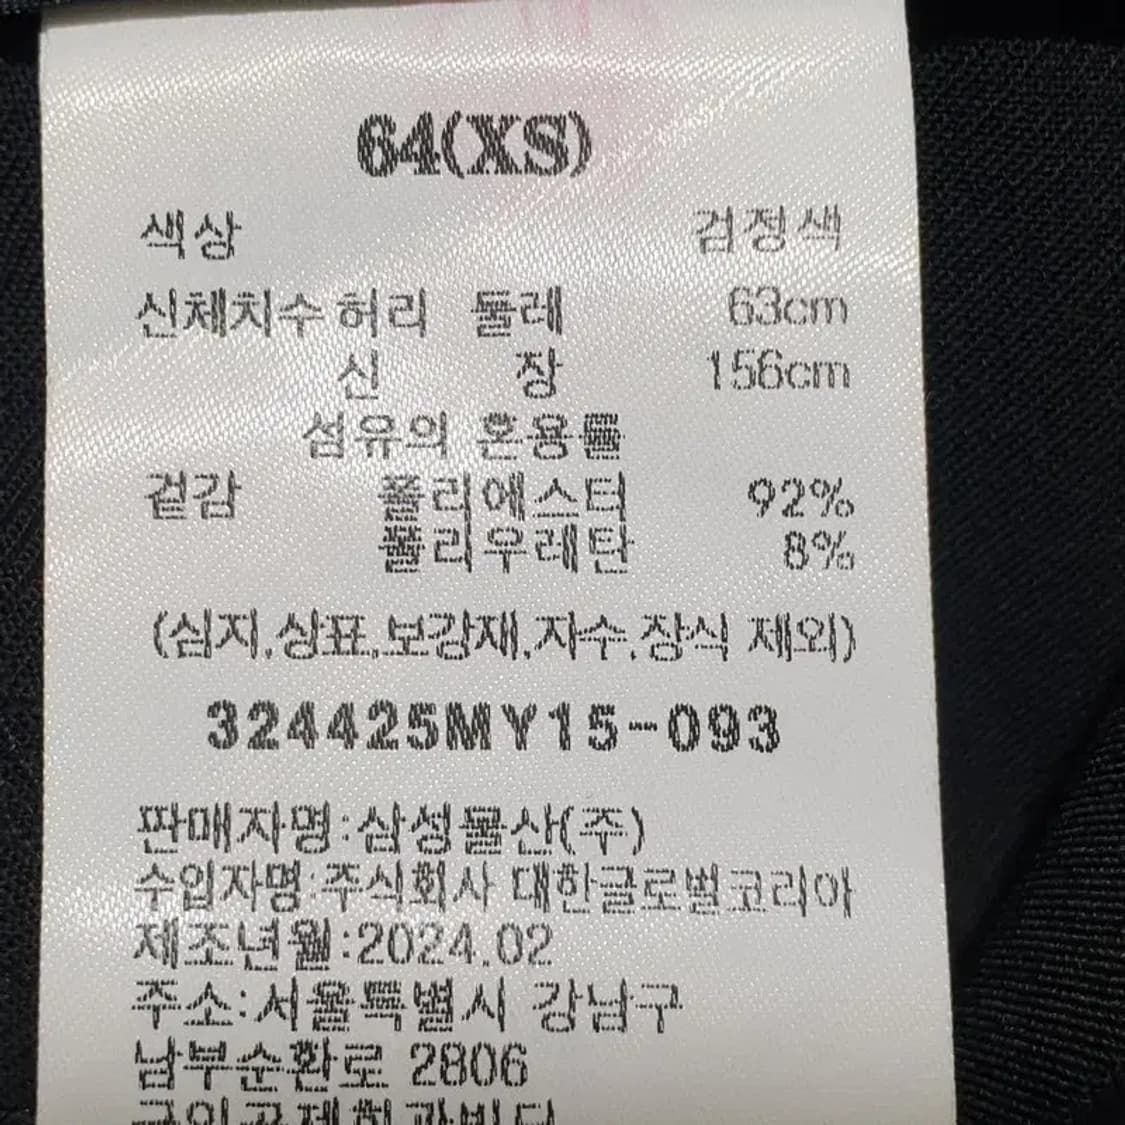 64(XS)
색상 검정색
신체치수 허리 둘레 63cm
신 장 156cm
섬유의 혼용률
겉감 폴리에스터 92%
폴리우레탄 8%
(심지,상표,보강재,자수,장식 제외)
324425MY15-093
판매자명:삼성물산(주)
수입자명:주식회사 대한글로벌코리아
제조년월:2024.02
주소:서울특별시 강남구
남부순환로 2806